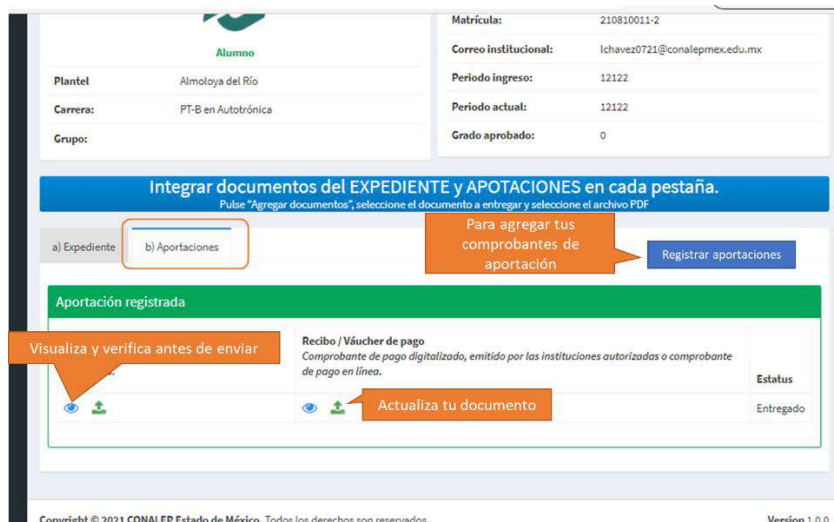 Matrícula: 210810011-2
Alumno
Correo institucional: lchavez0721@conalepmex.edu.mx
Plantel Almoloya del Río
Periodo ingreso: 12122
Carrera: PT-B en Autotrónica
Periodo actual: 12122
Grupo:
Grado aprobado: 0
Integrar documentos del EXPEDIENTE y APOTACIONES en cada pestaña.
Pulse "Agregar documentos", seleccione el documento a entregar y seleccione el archivo PDF
Para agregar tus
comprobantes de
aportación
a) Expediente
b) Aportaciones
Registrar aportaciones
Aportación registrada
Visualiza y verifica antes de enviar
Recibo / Váucher de pago
Comprobante de pago digitalizado, emitido por las instituciones autorizadas o comprobante
de pago en línea.
Estatus
Actualiza tu documento
Entregado
Copyright © 2021 CONALEP Estado de México. Todos los derechos son reservados.
Version 1.0.0